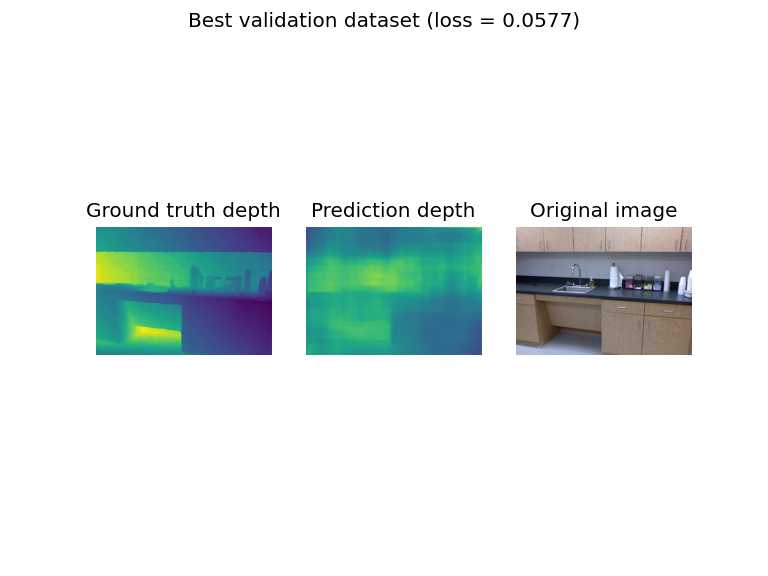 Best validation dataset (loss = 0.0577)
Ground truth depth
Prediction depth
Original image